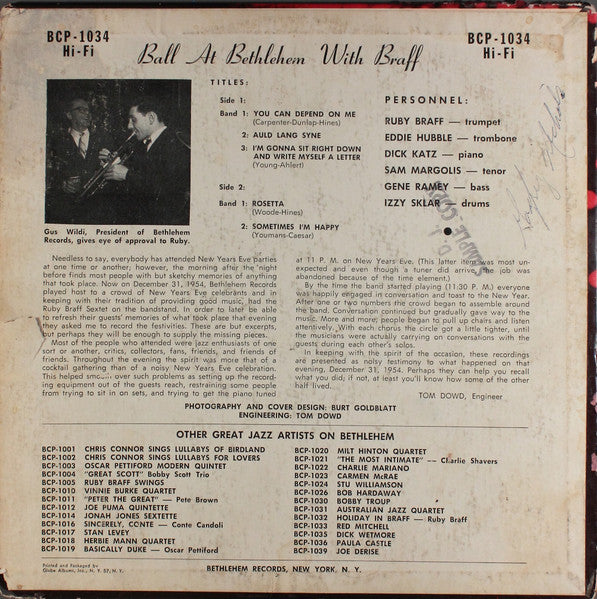 BCP-1034
Hi-Fi
Ball At Bethlehem With Braff
BCP-1034
Hi-Fi
TITLES:
Side 1:
Band 1: YOU CAN DEPEND ON ME
(Carpenter-Dunlap-Hines)
2: AULD LANG SYNE
3: I'M GONNA SIT RIGHT DOWN
AND WRITE MYSELF A LETTER
(Young-Ahlert)
Side 2:
Band 1: ROSETTA
(Woode-Hines)
2: SOMETIMES I'M HAPPY
(Youmans-Caesar)
PERSONNEL:
RUBY BRAFF — trumpet
EDDIE HUBBLE — trombone
DICK KATZ — piano
SAM MARGOLIS — tenor
GENE RAMEY — bass
IZZY SKLAR — drums
SAMPLE COPY
Gus Wildi, President of Bethlehem
Records, gives eye of approval to Ruby.
Needless to say, everybody has attended New Years Eve parties
at one time or another; however, the morning after the night
before finds most people with but sketchy memories of anything
that took place. Now on December 31, 1954, Bethlehem Records
played host to a crowd of New Years Eve celebrants and in
keeping with their tradition of providing good music, had the
Ruby Braff Sextet on the bandstand. In order to later be able
to refresh their guests' memories of what took place that evening
they asked me to record the festivities. These are but excerpts,
but perhaps they will be enough to supply the missing pieces.
Most of the people who attended were jazz enthusiasts of one
sort or another, critics, collectors, fans, friends, and friends of
friends. Throughout the evening the spirit was more that of a
cocktail gathering than of a noisy New Years Eve celebration.
This helped over such problems as setting up the record-
ing equipment out of the guests reach, restraining some people
from trying to sit in on sets, and trying to get the piano tuned
at 11 P. M. on New Years Eve. (This latter item was most un-
expected and even though a tuner did arrive, the job was
abandoned because of the time element.)
By the time the band started playing (11:30 P. M.) everyone
was happily engaged in conversation and toast to the New Year.
After one or two numbers the crowd began to assemble around
the band. Conversation continued but gradually gave way to the
music. More and more; people began to pull up chairs and listen
attentively. With each chorus the circle got a little tighter, until
the musicians were actually carrying on conversations with the
guests during each other's solos.
In keeping with the spirit of the occasion, these recordings
are presented as noisy testimony to what happened on that
evening, December 31, 1954. Perhaps they can help you recall
what you did; if not, at least you'll know how some of the other
half lived.
TOM DOWD, Engineer
PHOTOGRAPHY AND COVER DESIGN: BURT GOLDBLATT
ENGINEERING: TOM DOWD
OTHER GREAT JAZZ ARTISTS ON BETHLEHEM
BCP-1001 CHRIS CONNOR SINGS LULLABYS OF BIRDLAND
BCP-1002 CHRIS CONNOR SINGS LULLABYS FOR LOVERS
BCP-1003 OSCAR PETTIFORD MODERN QUINTET
BCP-1004 "GREAT SCOTT" Bobby Scott Trio
BCP-1005 RUBY BRAFF SWINGS
BCP-1010 VINNIE BURKE QUARTET
BCP-1011 "PETER THE GREAT" — Pete Brown
BCP-1012 JOE PUMA QUINTETTE
BCP-1014 JONAH JONES SEXTETTE
BCP-1016 SINCERELY, CONTE — Conte Candoli
BCP-1017 STAN LEVEY
BCP-1018 HERBIE MANN QUARTET
BCP-1019 BASICALLY DUKE — Oscar Pettiford
BCP-1020 MILT HINTON QUARTET
BCP-1021 "THE MOST INTIMATE" — Charlie Shavers
BCP-1022 CHARLIE MARIANO
BCP-1023 CARMEN McRAE
BCP-1024 STU WILLIAMSON
BCP-1026 BOB HARDAWAY
BCP-1030 BOBBY TROUP
BCP-1031 AUSTRALIAN JAZZ QUARTET
BCP-1032 HOLIDAY IN BRAFF — Ruby Braff
BCP-1033 RED MITCHELL
BCP-1035 DICK WETMORE
BCP-1036 PAULA CASTLE
BCP-1039 JOE DERISE
Printed and Packaged by
Globe Albums, Inc., N. Y. 57, N. Y.
BETHLEHEM RECORDS, NEW YORK, N. Y.